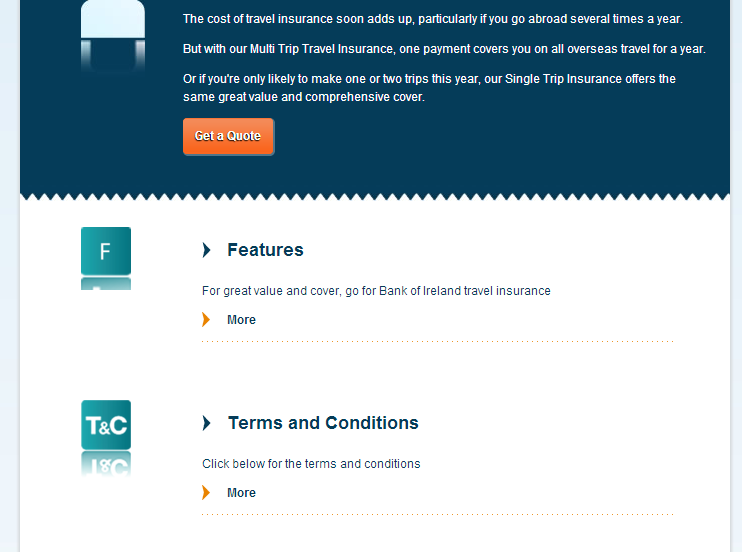 The cost of travel insurance soon adds up, particularly if you go abroad several times a year.
But with our Multi Trip Travel Insurance, one payment covers you on all overseas travel for a year.
Or if you're only likely to make one or two trips this year, our Single Trip Insurance offers the
same great value and comprehensive cover.
Get a Quote
F
Features
For great value and cover, go for Bank of Ireland travel insurance
More
T&C
Terms and Conditions
Click below for the terms and conditions
More